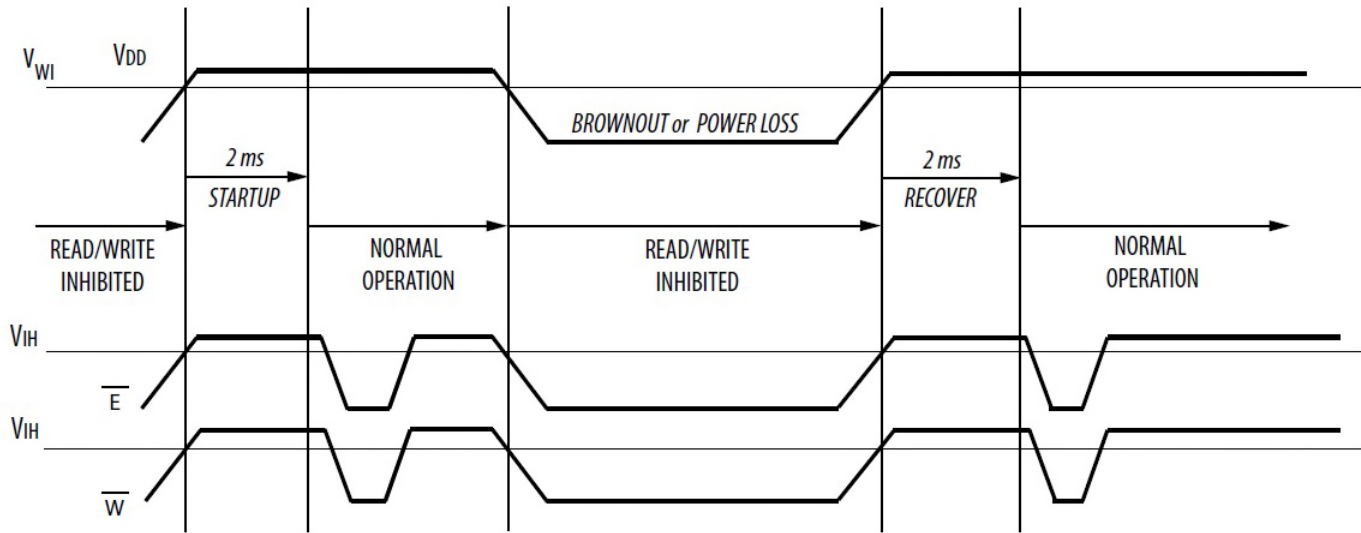 VWI VDD
BROWNOUT or POWER LOSS
2 ms
STARTUP
2 ms
RECOVER
READ/WRITE
INHIBITED
NORMAL
OPERATION
READ/WRITE
INHIBITED
NORMAL
OPERATION
VIH
E
VIH
W